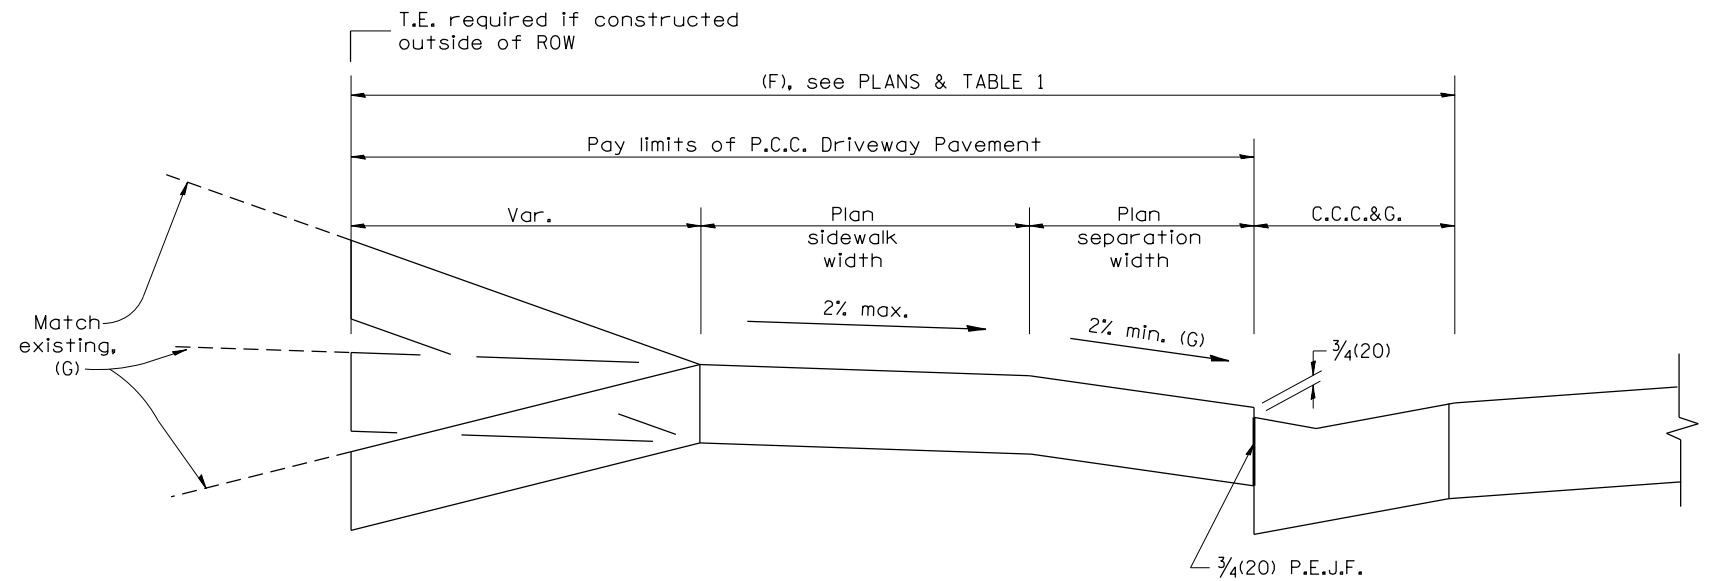 T.E. required if constructed
outside of ROW
(F), see PLANS & TABLE 1
Pay limits of P.C.C. Driveway Pavement
Var.
Plan
sidewalk
width
Plan
separation
width
C.C.C.&G.
2% max.
2% min. (G)
¾(20)
Match
existing,
(G)
¾(20) P.E.J.F.